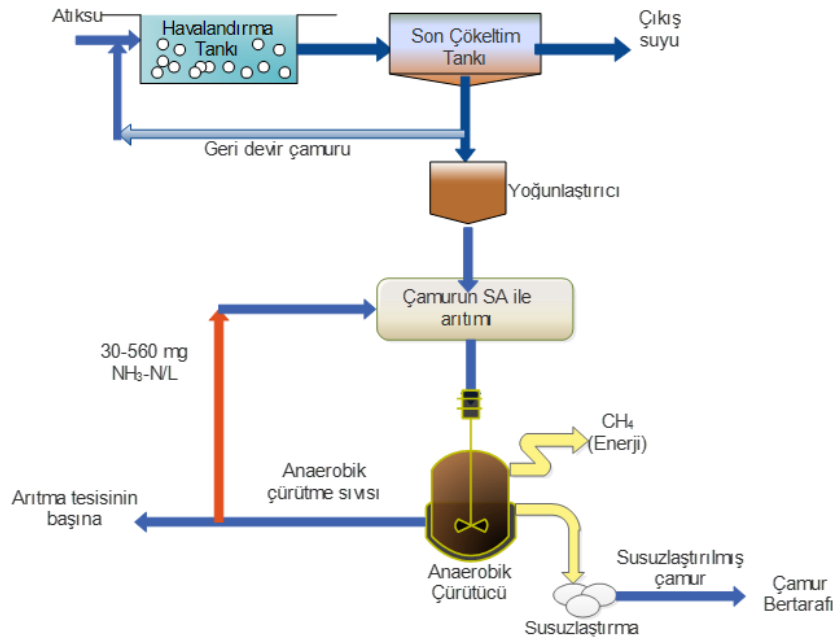 Atıksu
Havalandırma
Tankı
Son Çökeltim
Tankı
Çıkış
suyu
Geri devir çamuru
Yoğunlaştırıcı
Çamurun SA ile
arıtımı
30-560 mg
NH₃-N/L
CH₄
(Enerji)
Anaerobik
çürütme sıvısı
Arıtma tesisinin
başına
Anaerobik
Çürütücü
Susuzlaştırılmış
çamur
Çamur
Bertarafı
Susuzlaştırma